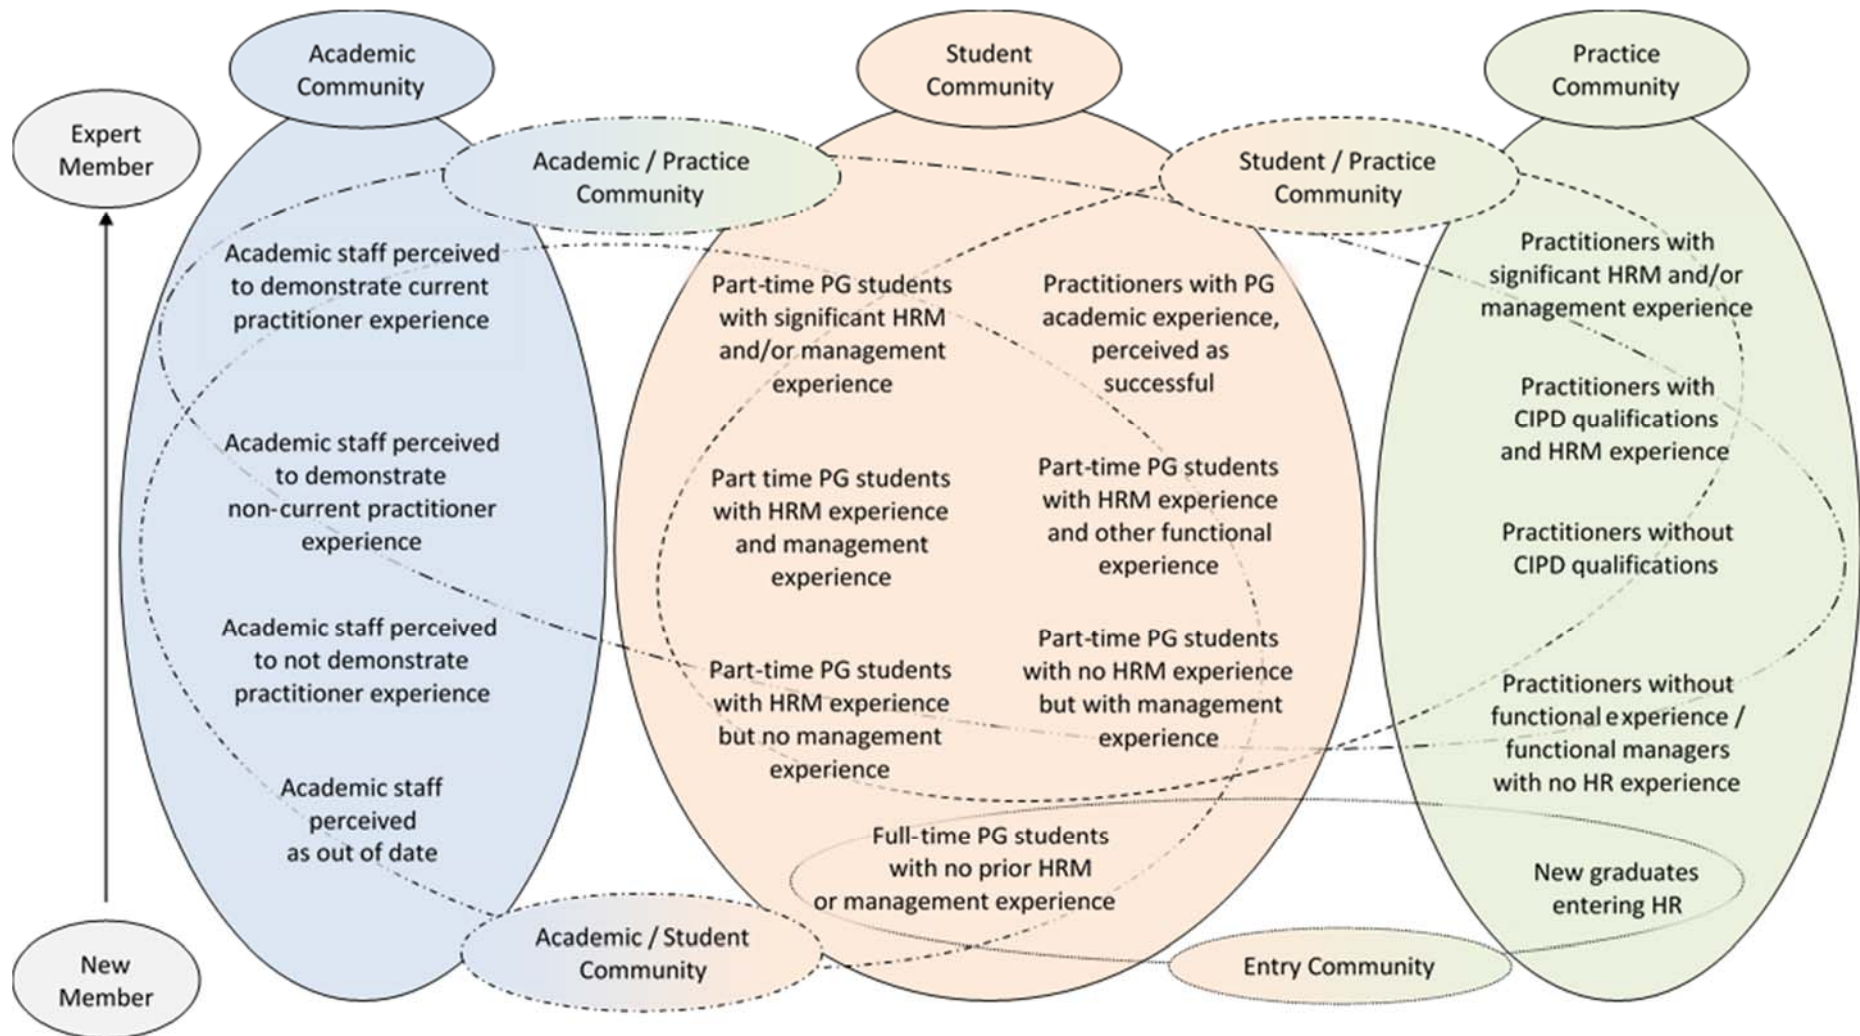 Academic
Community
Student
Community
Practice
Community
Expert
Member
Academic / Practice
Community
Student / Practice
Community
Academic staff perceived
to demonstrate current
practitioner experience
Part-time PG students
with significant HRM
and/or management
experience
Practitioners with PG
academic experience,
perceived as
successful
Practitioners with
significant HRM and/or
management experience
Practitioners with
CIPD qualifications
and HRM experience
Academic staff perceived
to demonstrate
non-current practitioner
experience
Part time PG students
with HRM experience
and management
experience
Part-time PG students
with HRM experience
and other functional
experience
Practitioners without
CIPD qualifications
Academic staff perceived
to not demonstrate
practitioner experience
Part-time PG students
with HRM experience
but no management
experience
Part-time PG students
with no HRM experience
but with management
experience
Practitioners without
functional experience /
functional managers
with no HR experience
Academic staff
perceived
as out of date
Full-time PG students
with no prior HRM
or management experience
New graduates
entering HR
New
Member
Academic / Student
Community
Entry Community